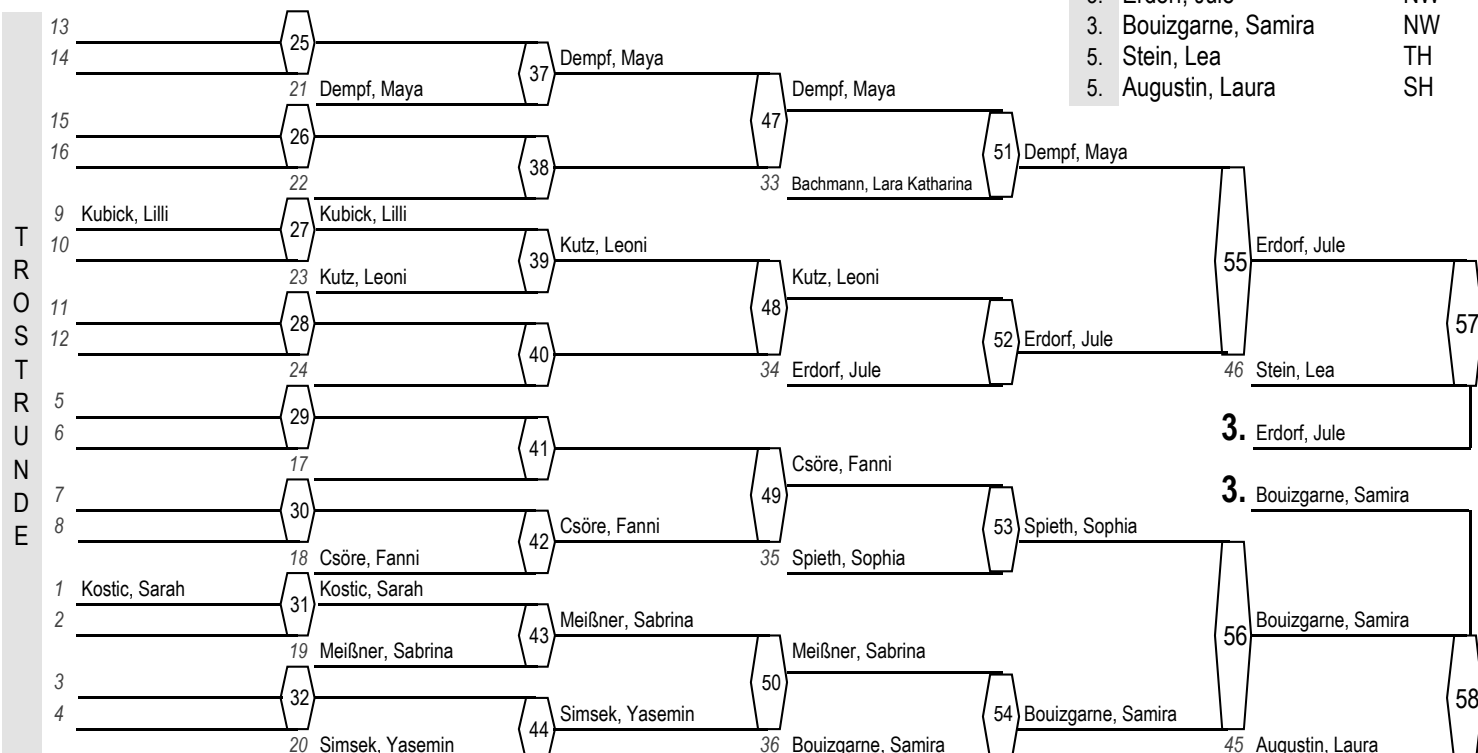 3. Erdorf, Jule NW
3. Bouizgarne, Samira NW
5. Stein, Lea TH
5. Augustin, Laura SH
TROSTRUNDE
13
25
14
37 Dempf, Maya
21 Dempf, Maya
47 Dempf, Maya
15
26
16
38
51 Dempf, Maya
22
33 Bachmann, Lara Katharina
9 Kubick, Lilli
27 Kubick, Lilli
10
39 Kutz, Leoni
55 Erdorf, Jule
23 Kutz, Leoni
48 Kutz, Leoni
11
28
12
40
52 Erdorf, Jule
57
24
34 Erdorf, Jule
46 Stein, Lea
5
29
6
41
3. Erdorf, Jule
17
49 Csöre, Fanni
3. Bouizgarne, Samira
7
30
8
42 Csöre, Fanni
53 Spieth, Sophia
18 Csöre, Fanni
35 Spieth, Sophia
1 Kostic, Sarah
31 Kostic, Sarah
2
43 Meißner, Sabrina
56 Bouizgarne, Samira
19 Meißner, Sabrina
50 Meißner, Sabrina
3
32
4
44 Simsek, Yasemin
54 Bouizgarne, Samira
58
20 Simsek, Yasemin
36 Bouizgarne, Samira
45 Augustin, Laura